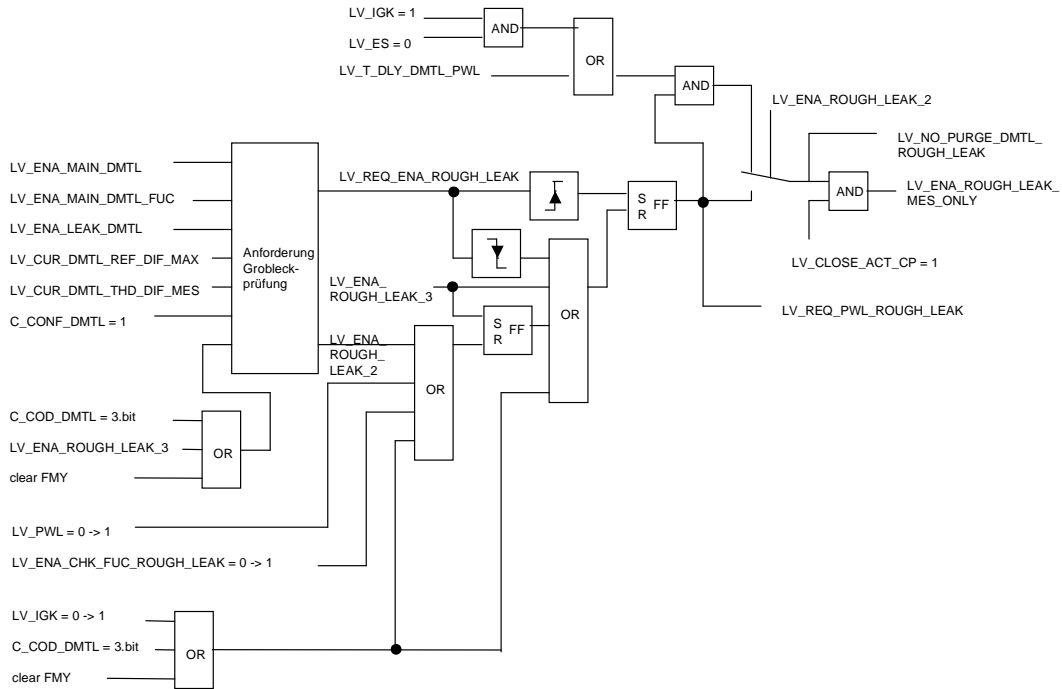 LV_IGK = 1
LV_ES = 0
AND
OR
LV_T_DLY_DMTL_PWL
AND
LV_ENA_ROUGH_LEAK_2
LV_NO_PURGE_DMTL_
ROUGH_LEAK
AND
LV_ENA_ROUGH_LEAK_
MES_ONLY
LV_CLOSE_ACT_CP = 1
LV_REQ_PWL_ROUGH_LEAK
LV_ENA_MAIN_DMTL
LV_ENA_MAIN_DMTL_FUC
LV_ENA_LEAK_DMTL
LV_CUR_DMTL_REF_DIF_MAX
LV_CUR_DMTL_THD_DIF_MES
C_CONF_DMTL = 1
Anforderung
Grobleck-
prüfung
LV_REQ_ENA_ROUGH_LEAK
S
R
FF
LV_ENA_
ROUGH_LEAK_3
S
R
FF
OR
LV_ENA_
ROUGH_
LEAK_2
OR
C_COD_DMTL = 3.bit
LV_ENA_ROUGH_LEAK_3
clear FMY
OR
LV_PWL = 0 -> 1
LV_ENA_CHK_FUC_ROUGH_LEAK = 0 -> 1
LV_IGK = 0 -> 1
C_COD_DMTL = 3.bit
clear FMY
OR